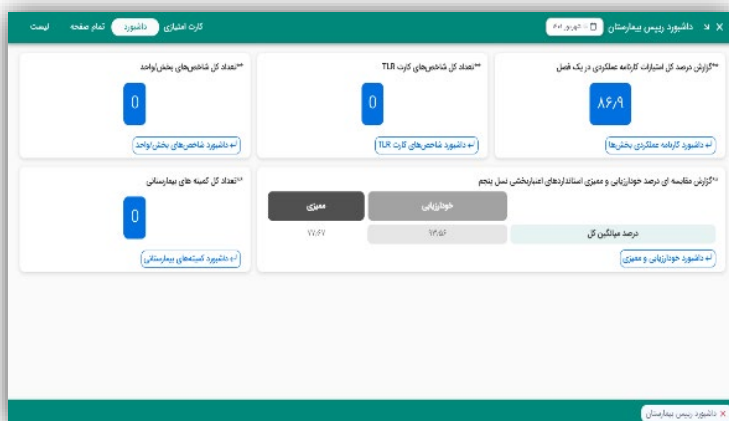 داشبورد رییس بیمارستان
کارت امتیازی داشبورد تمام صفحه لیست
**گزارش درصد کل امتیازات کارنامه عملکردی در یک فصل
۸۶٫۹
داشبورد کارنامه عملکردی بخش‌ها
**تعداد کل شاخص‌های کارت TLR
0
داشبورد شاخص‌های کارت TLR
**تعداد کل شاخص‌های بخش/واحد
0
داشبورد شاخص‌های بخش/واحد
**گزارش مقایسه ای درصد خودارزیابی و ممیزی استانداردهای اعتباربخشی نسل پنجم
خودارزیابی ممیزی
درصد میانگین کل
داشبورد خودارزیابی و ممیزی
**تعداد کل کمیته های بیمارستانی
0
داشبورد کمیته‌های بیمارستانی
داشبورد رییس بیمارستان